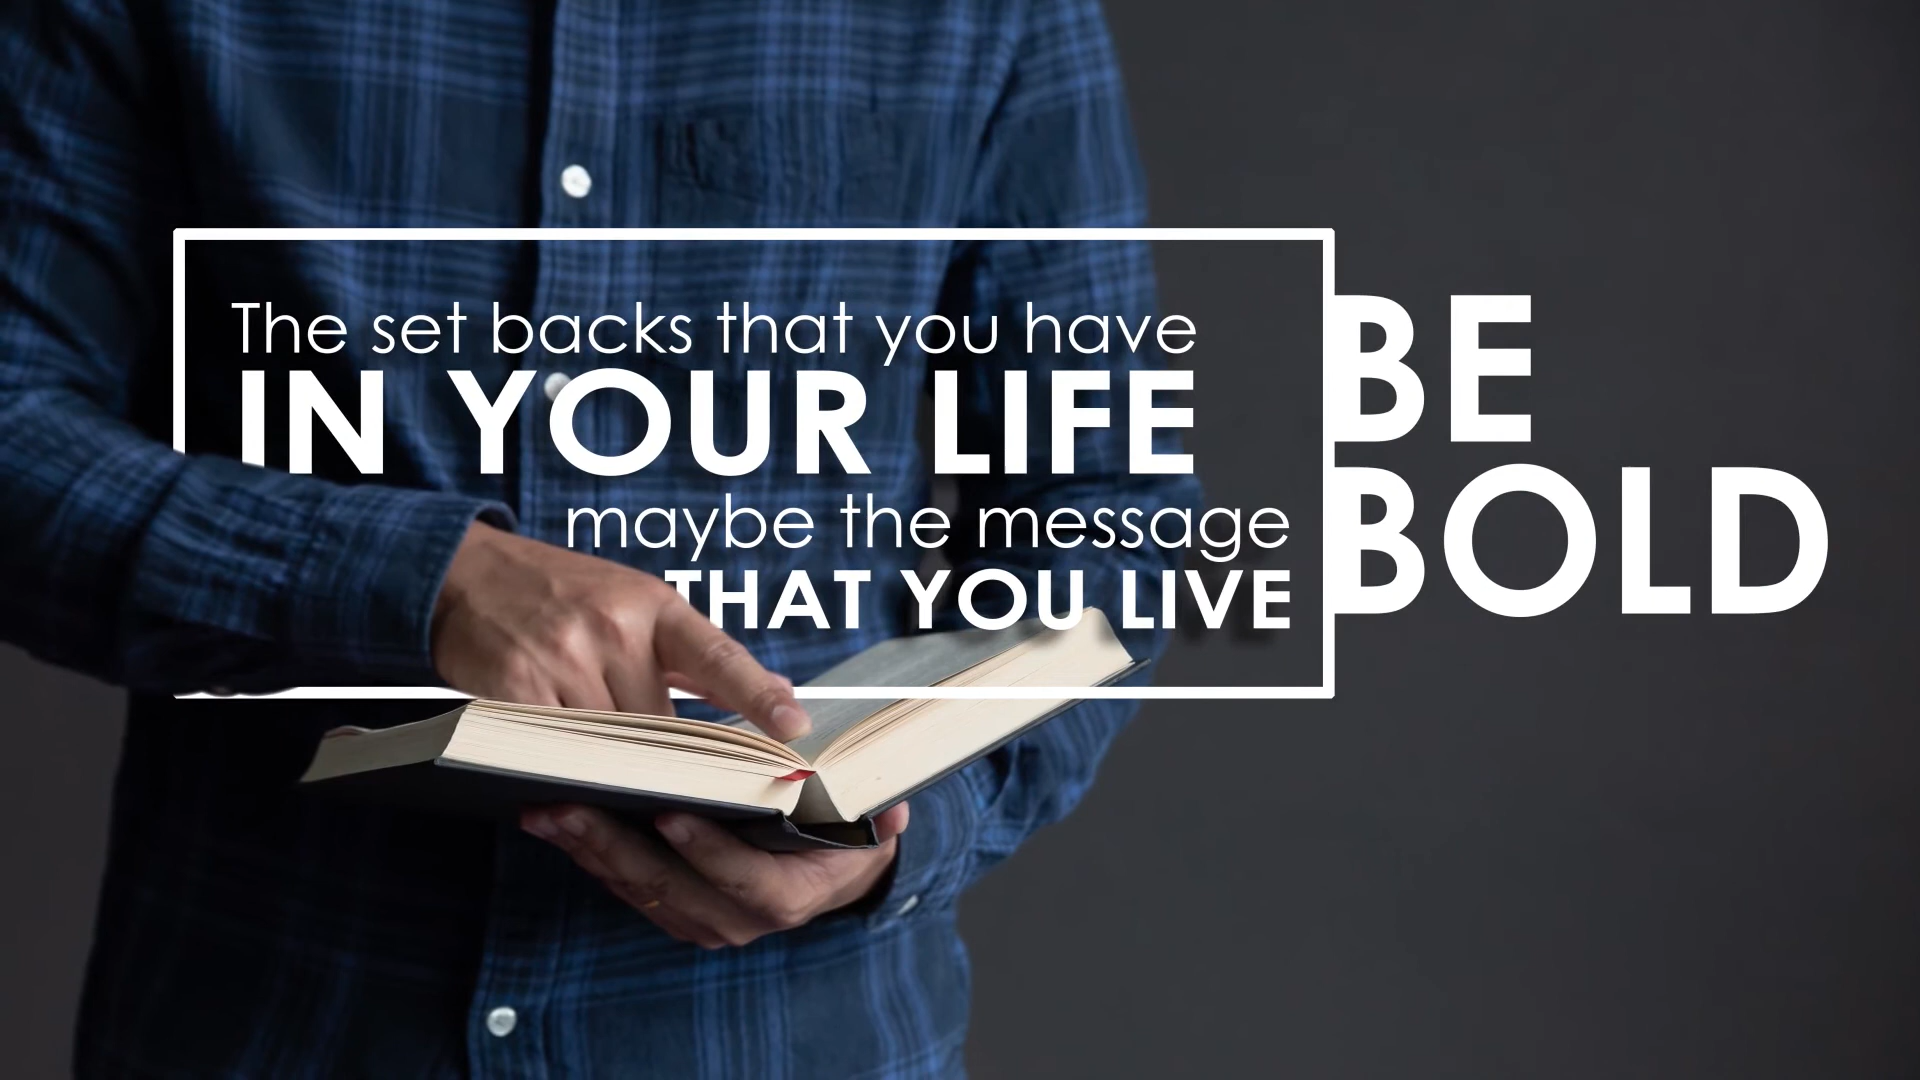 The set backs that you have
IN YOUR LIFE
maybe the message
THAT YOU LIVE
BE
BOLD